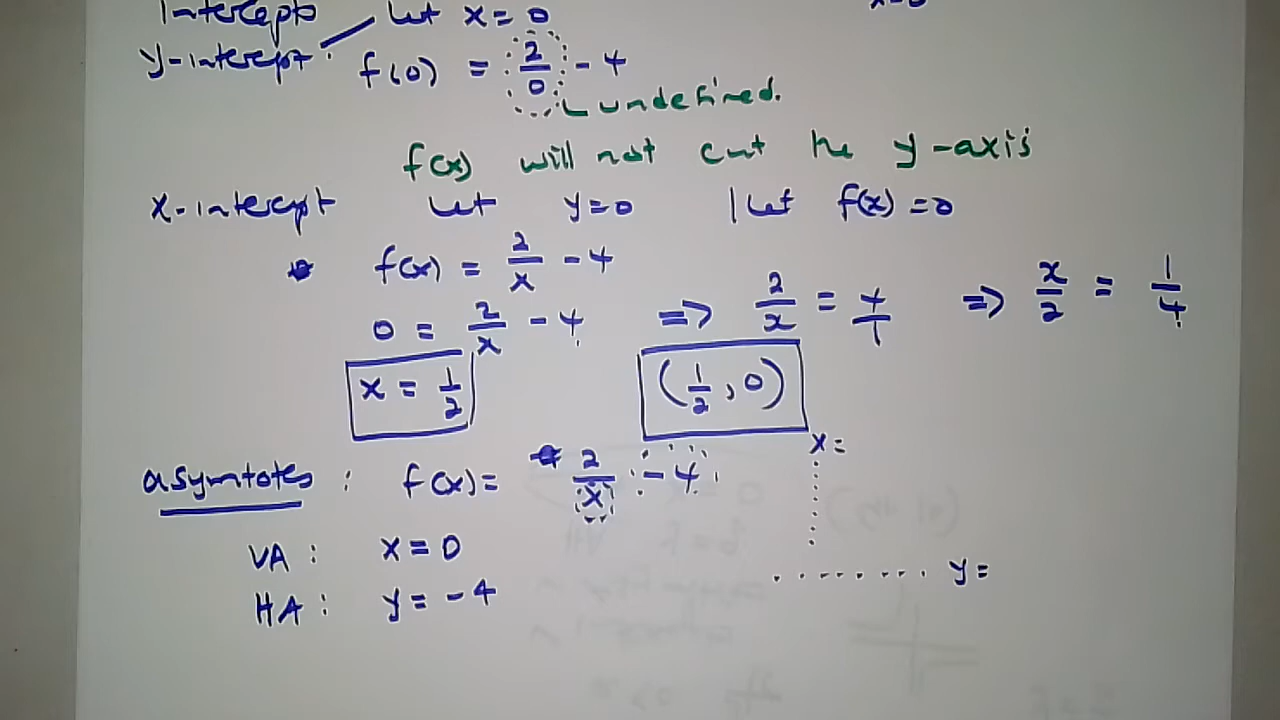 Intercepts let x = 0
y-intercept: f(0) = 2/0 - 4
undefined.
f(x) will not cut the y-axis
x-intercept let y=0 | let f(x) = 0
f(x) = 2/x - 4
0 = 2/x - 4 => 2/x = 4/1 => x/2 = 1/4
x = 1/2 (1/2, 0)
x =
asymtotes : f(x) = 2/x - 4
VA : x = 0
y =
HA : y = -4